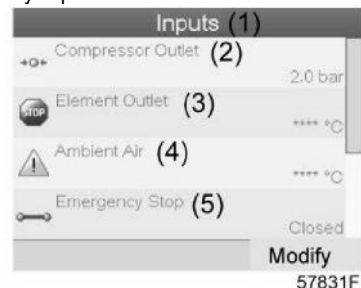 Inputs (1)
Compressor Outlet (2)
2.0 bar
STOP
Element Outlet (3)
**** °C
Ambient Air (4)
**** °C
Emergency Stop (5)
Closed
Modify
57831F